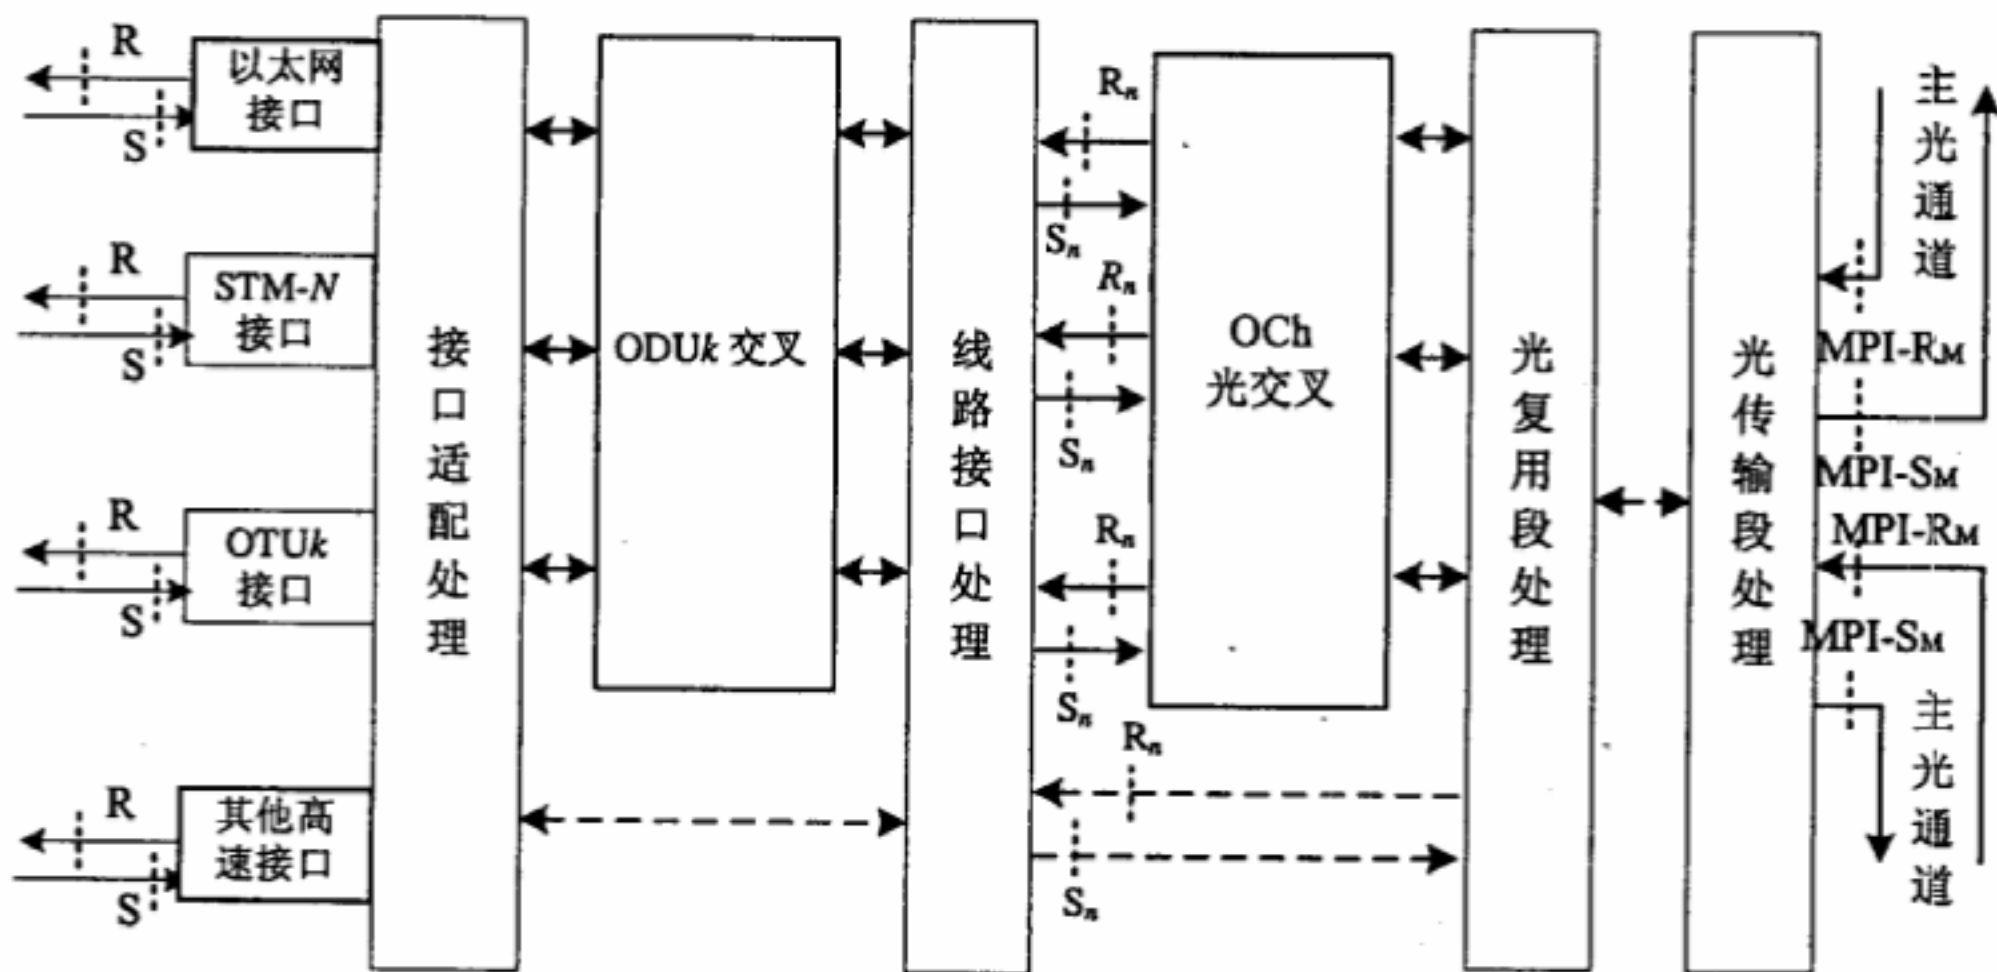 R
以太网
接口
S
R
STM-N
接口
S
R
OTUk
接口
S
R
其他高
速接口
S
接口适配处理
ODUk 交叉
线路接口处理
Rn
Sn
Rn
Sn
Rn
Sn
Rn
Sn
OCh
光交叉
光复用段处理
光传输段处理
主光通道
MPI-RM
MPI-SM
MPI-RM
MPI-SM
主光通道